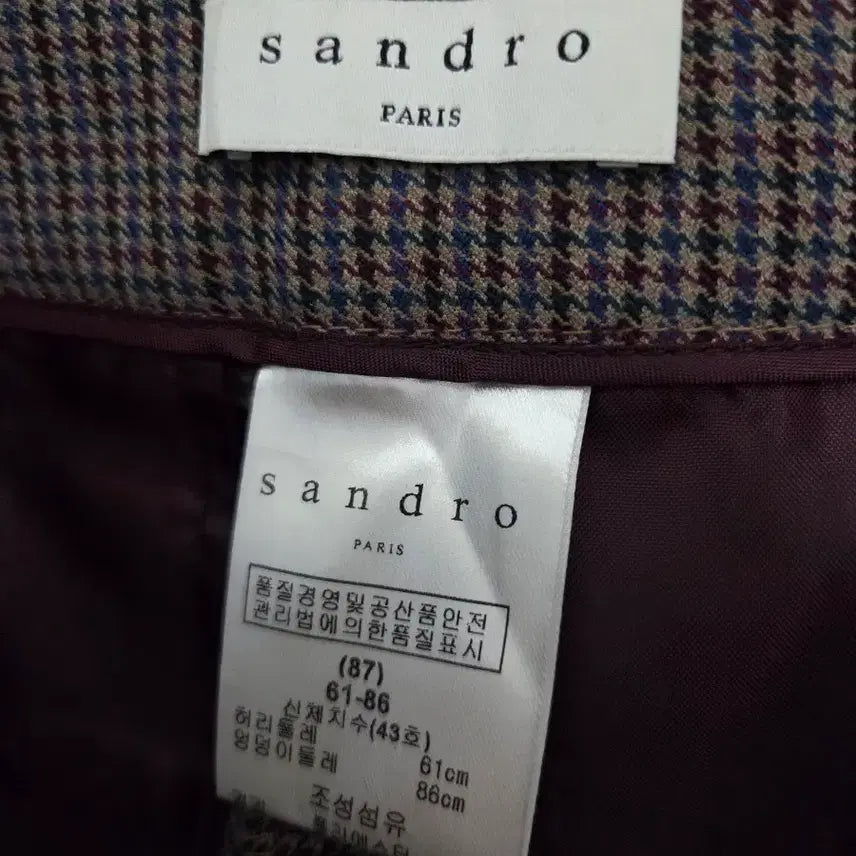 sandro
PARIS
sandro
PARIS
품질경영및공산품안전
관리법에의한품질표시
(87)
61-86
신체치수(43호)
허리둘레 61cm
엉덩이둘레 86cm
조성섬유